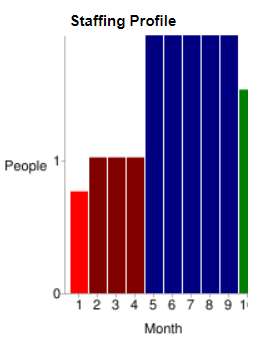 Staffing Profile
People
1
0
1 2 3 4 5 6 7 8 9
Month